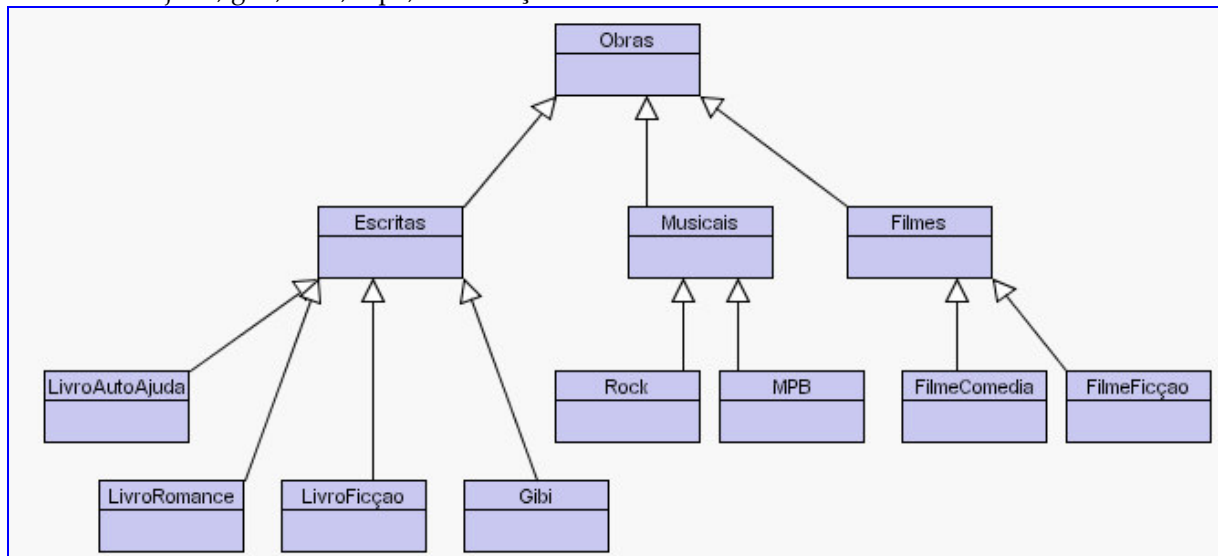 Obras
Escritas
Musicais
Filmes
LivroAutoAjuda
Rock
MPB
FilmeComedia
FilmeFicçao
LivroRomance
LivroFicçao
Gibi